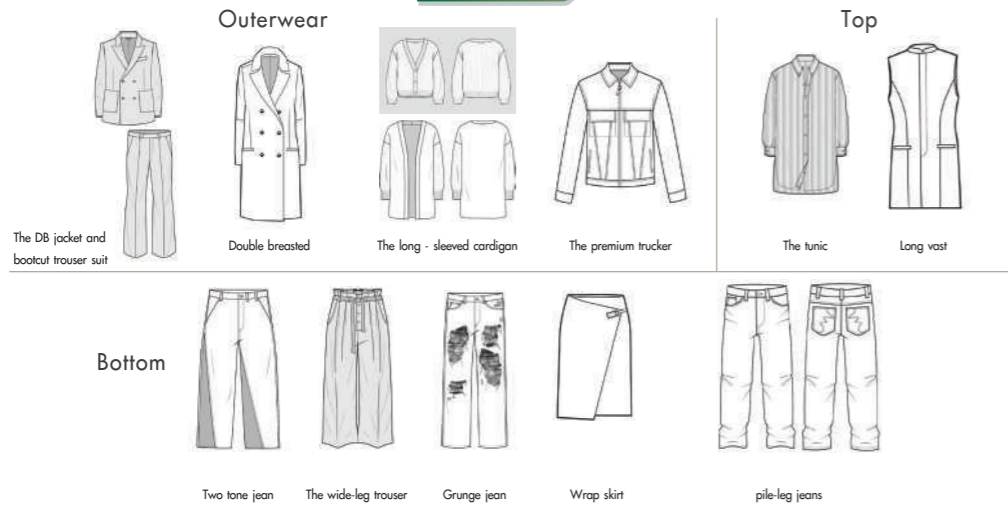 Outerwear
Top
The DB jacket and
bootcut trouser suit
Double breasted
The long - sleeved cardigan
The premium trucker
The tunic
Long vast
Bottom
Two tone jean
The wide-leg trouser
Grunge jean
Wrap skirt
pile-leg jeans